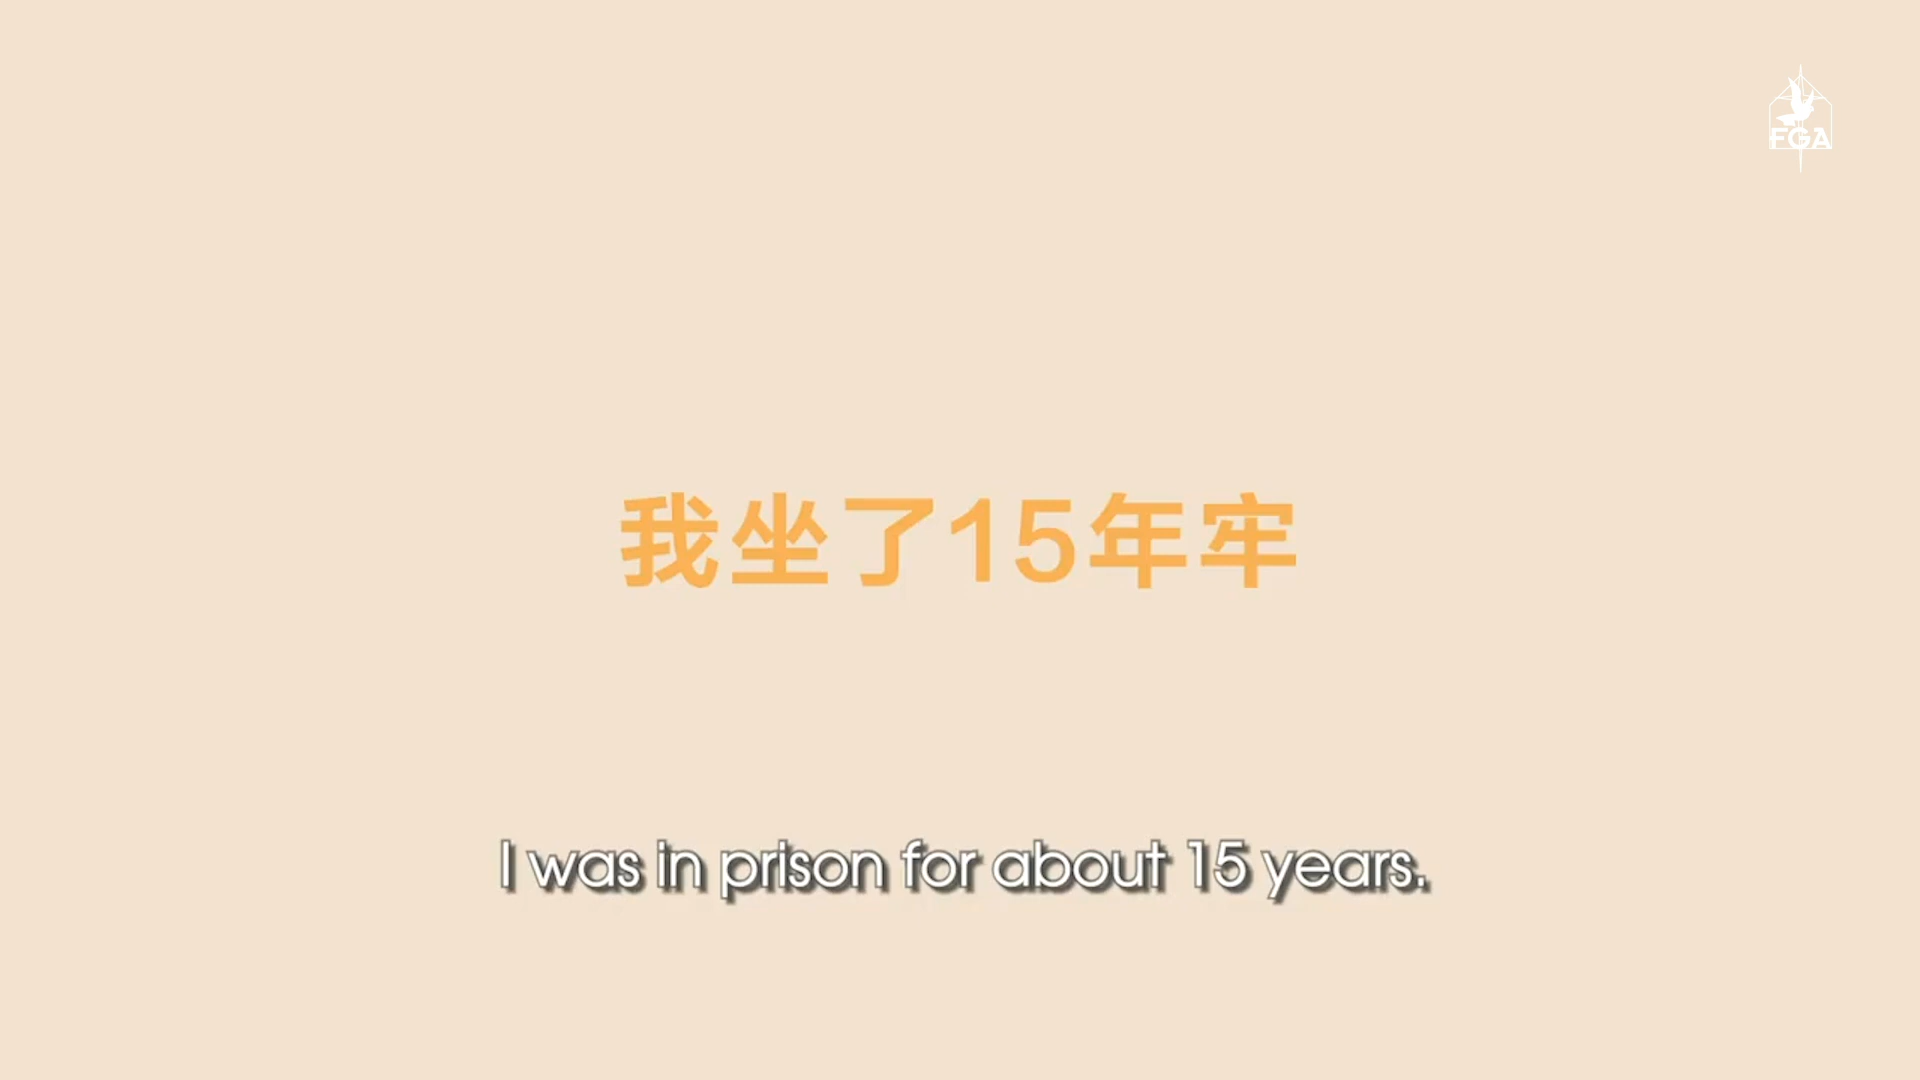 FGA
我坐了15年牢
I was in prison for about 15 years.